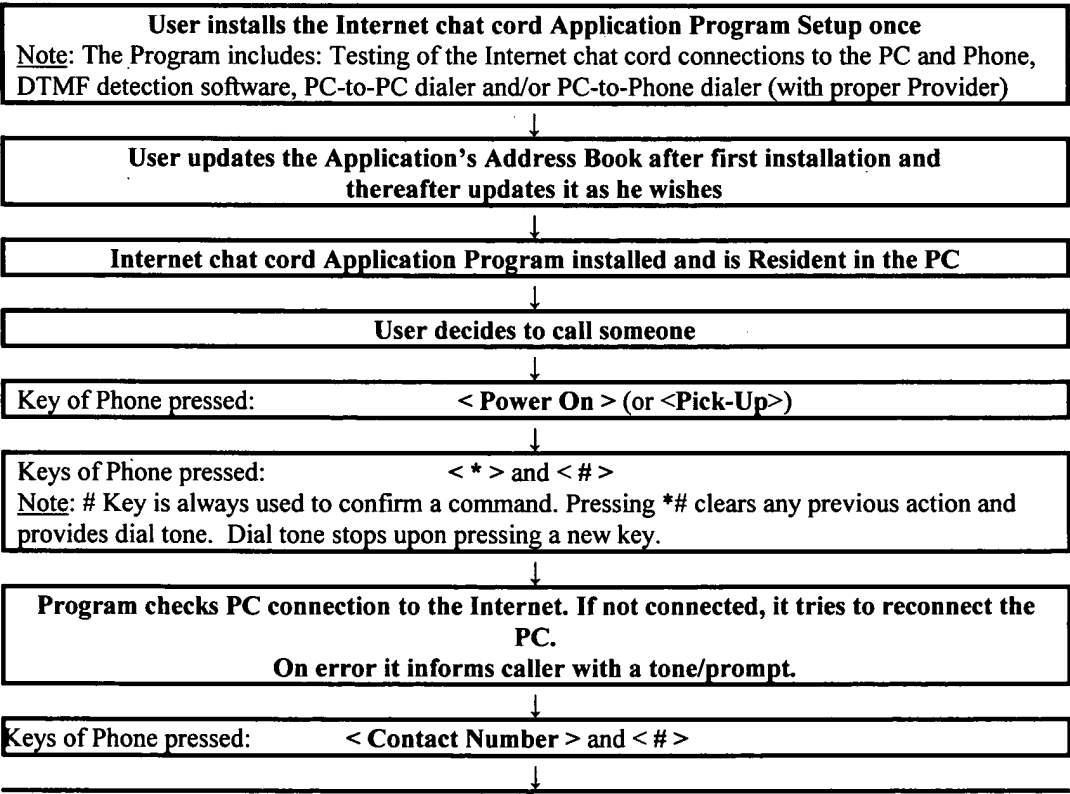 User installs the Internet chat cord Application Program Setup once
Note: The Program includes: Testing of the Internet chat cord connections to the PC and Phone,
DTMF detection software, PC-to-PC dialer and/or PC-to-Phone dialer (with proper Provider)
User updates the Application's Address Book after first installation and
thereafter updates it as he wishes
Internet chat cord Application Program installed and is Resident in the PC
User decides to call someone
Key of Phone pressed: < Power On > (or <Pick-Up>)
Keys of Phone pressed: < * > and < # >
Note: # Key is always used to confirm a command. Pressing *# clears any previous action and
provides dial tone. Dial tone stops upon pressing a new key.
Program checks PC connection to the Internet. If not connected, it tries to reconnect the
PC.
On error it informs caller with a tone/prompt.
Keys of Phone pressed: < Contact Number > and < # >